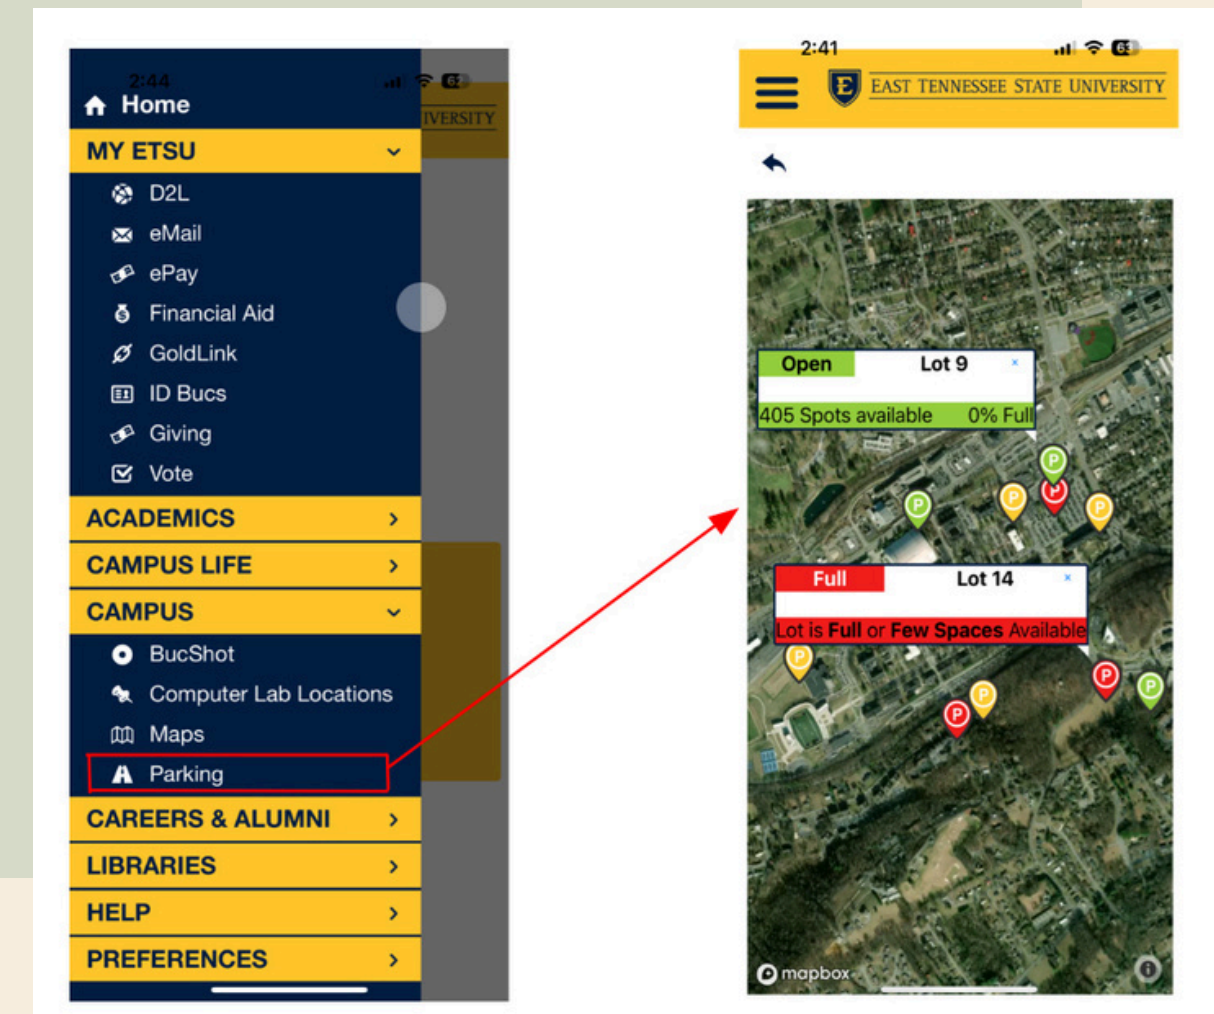 2:44
62
Home
IVERSITY
MY ETSU
D2L
eMail
ePay
Financial Aid
GoldLink
ID Bucs
Giving
Vote
ACADEMICS
CAMPUS LIFE
CAMPUS
BucShot
Computer Lab Locations
Maps
Parking
CAREERS & ALUMNI
LIBRARIES
HELP
PREFERENCES
2:41
63
E EAST TENNESSEE STATE UNIVERSITY
Open Lot 9 ×
405 Spots available 0% Full
P
P
P
P
P
Full Lot 14 ×
Lot is Full or Few Spaces Available
P
P
P
P
P
mapbox